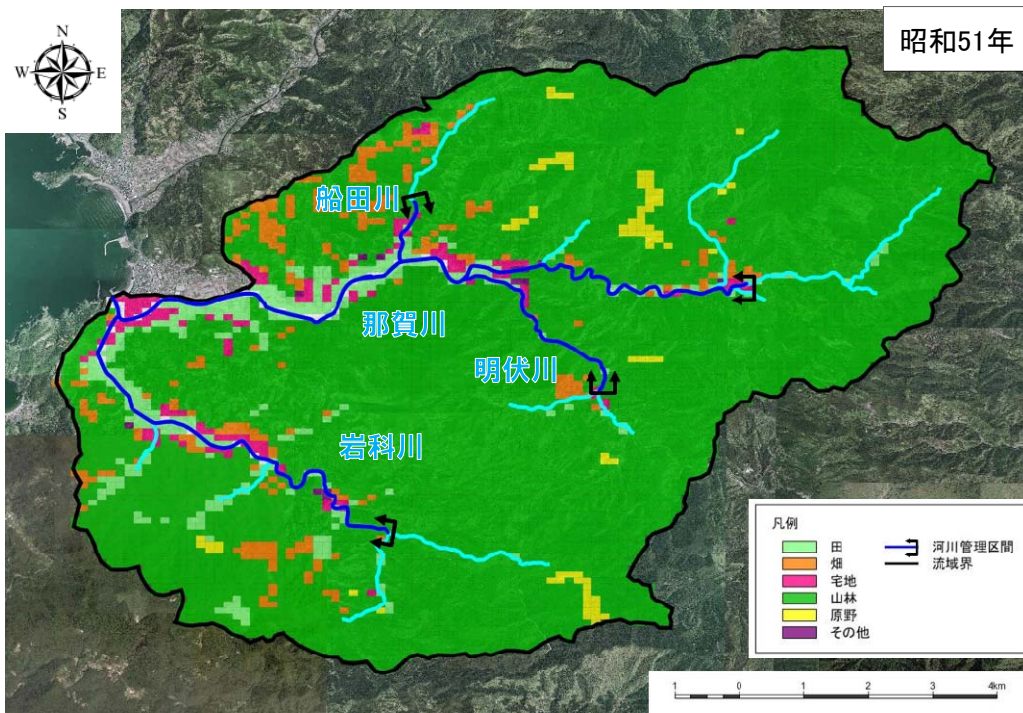 昭和51年
N
W E
S
船田川
那賀川
明伏川
岩科川
凡例
田
畑
宅地
山林
原野
その他
河川管理区間
流域界
1 0 1 2 3 4km